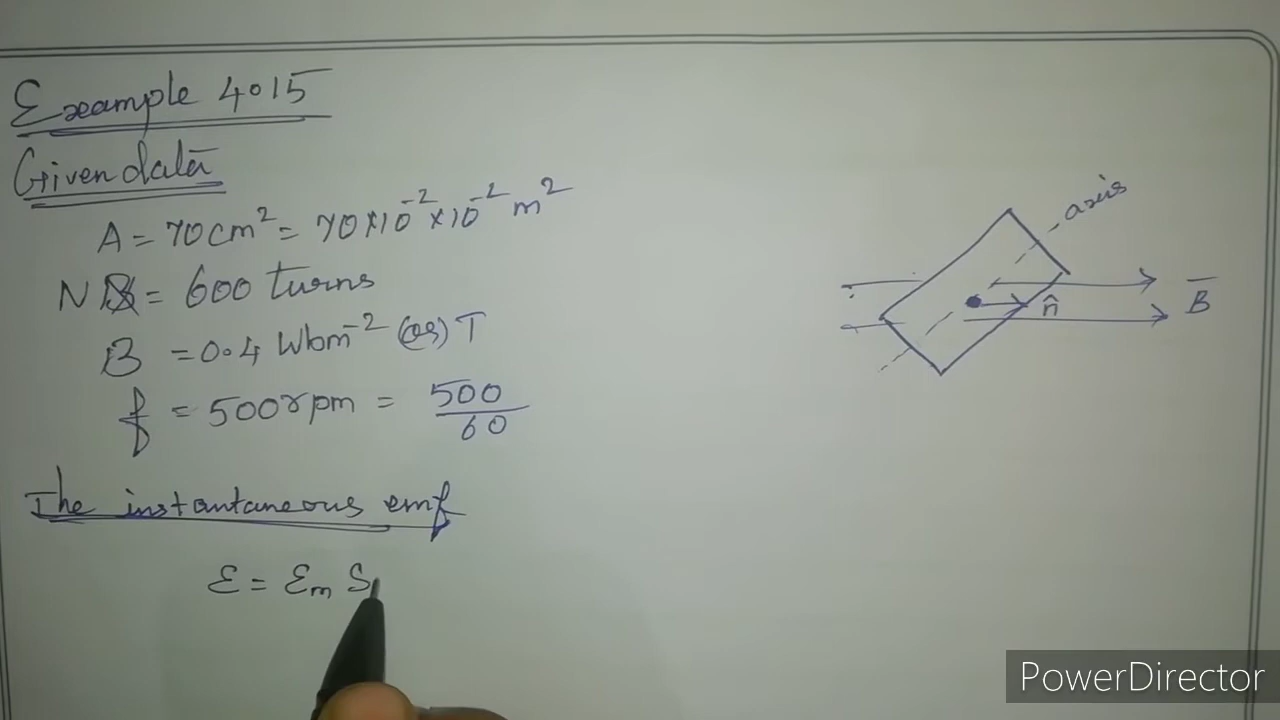 Example 4.15
Given data
A = 70 cm² = 70 × 10⁻² × 10⁻² m²
N = 600 turns
B = 0.4 Wbm⁻² (or) T
f = 500 rpm = 500/60
The instantaneous emf
Ɛ = Ɛm S
axis
n̂
B̅
PowerDirector